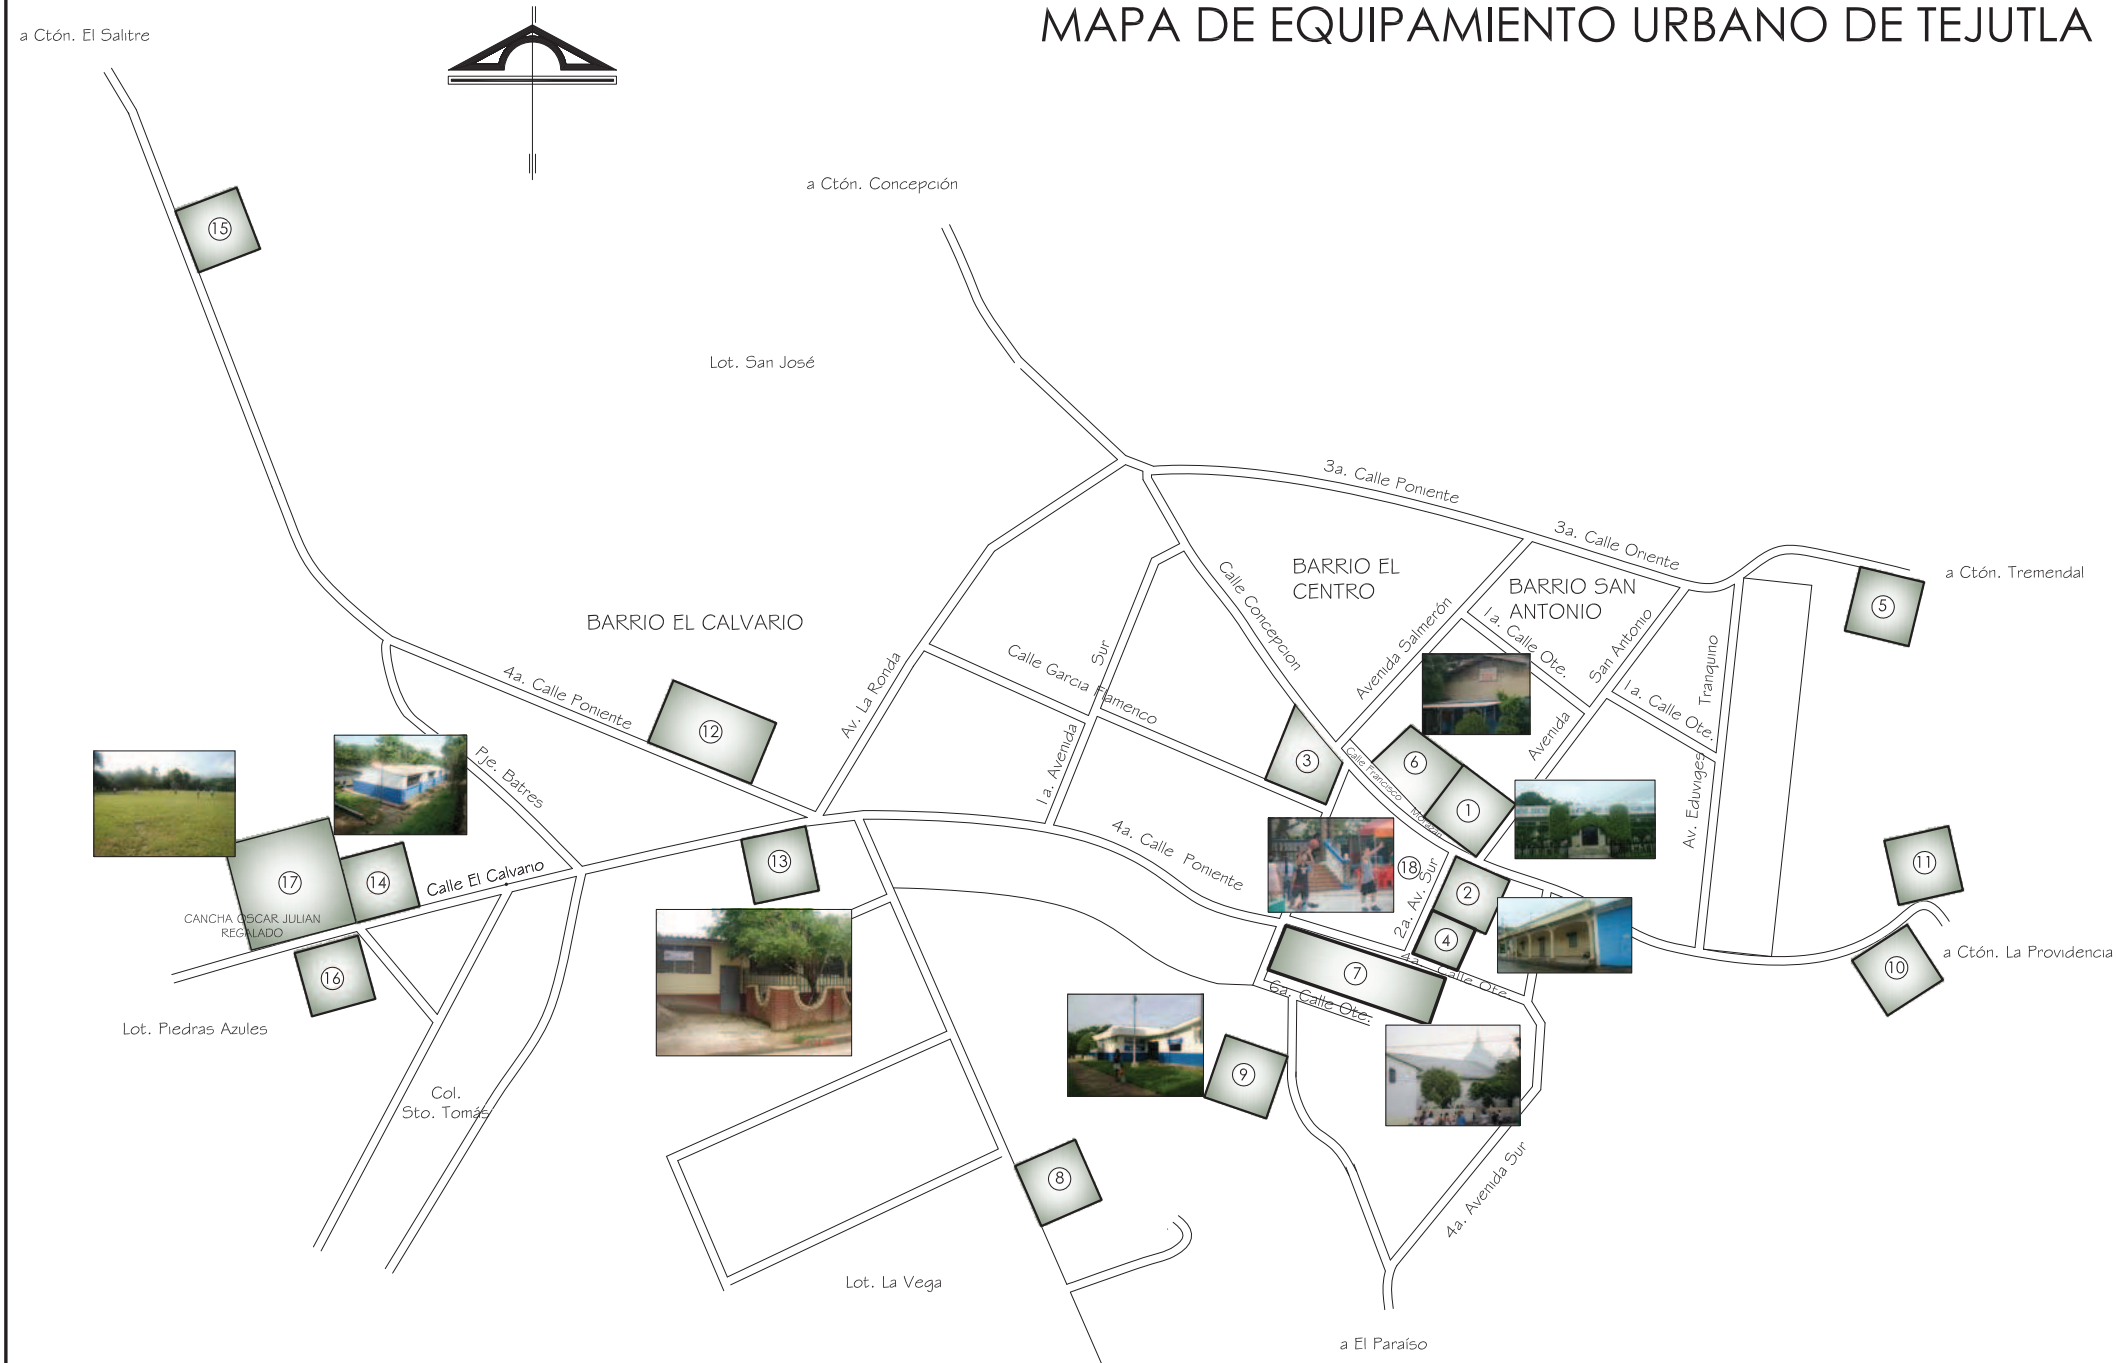 MAPA DE EQUIPAMIENTO URBANO DE TEJUTLA
a Ctón. El Salitre
a Ctón. Concepción
15
Lot. San José
3a. Calle Poniente
3a. Calle Oriente
BARRIO EL
CENTRO
BARRIO SAN
ANTONIO
a Ctón. Tremendal
5
Calle Concepcion
Avenida Salmerón
1a. Calle Ote.
San Antonio
Avenida
1a. Calle Ote.
Tranquino
Av. Eduviges
BARRIO EL CALVARIO
4a. Calle Poniente
12
Av. La Ronda
Calle Garcia Flamenco
Sur
1a. Avenida
3
Calle Francisco Morazán
6
1
Pje. Batres
4a. Calle Poniente
13
18
2a. Av. Sur
2
4
11
17
14
Calle El Calvario
CANCHA OSCAR JULIAN
REGALADO
16
7
4a. Calle Ote.
6a. Calle Ote.
10
a Ctón. La Providencia
Lot. Piedras Azules
Col.
Sto. Tomás
9
8
4a. Avenida Sur
Lot. La Vega
a El Paraíso